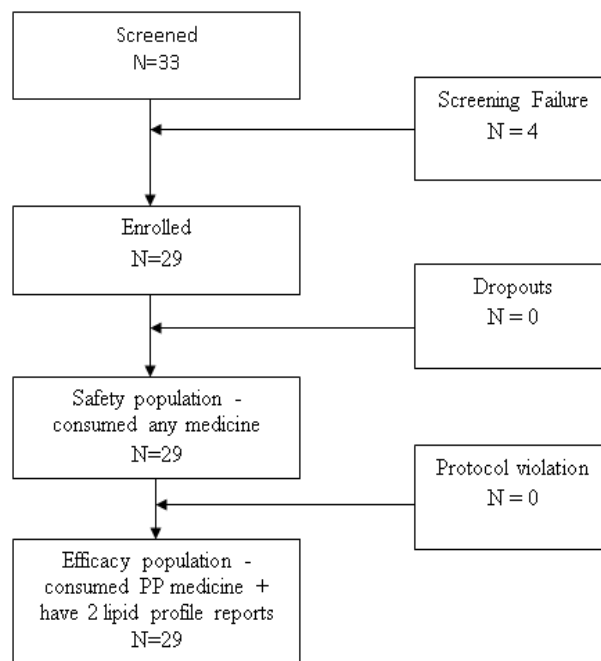 Screened
N=33
Screening Failure
N = 4
Enrolled
N=29
Dropouts
N = 0
Safety population -
consumed any medicine
N=29
Protocol violation
N = 0
Efficacy population -
consumed PP medicine +
have 2 lipid profile reports
N=29